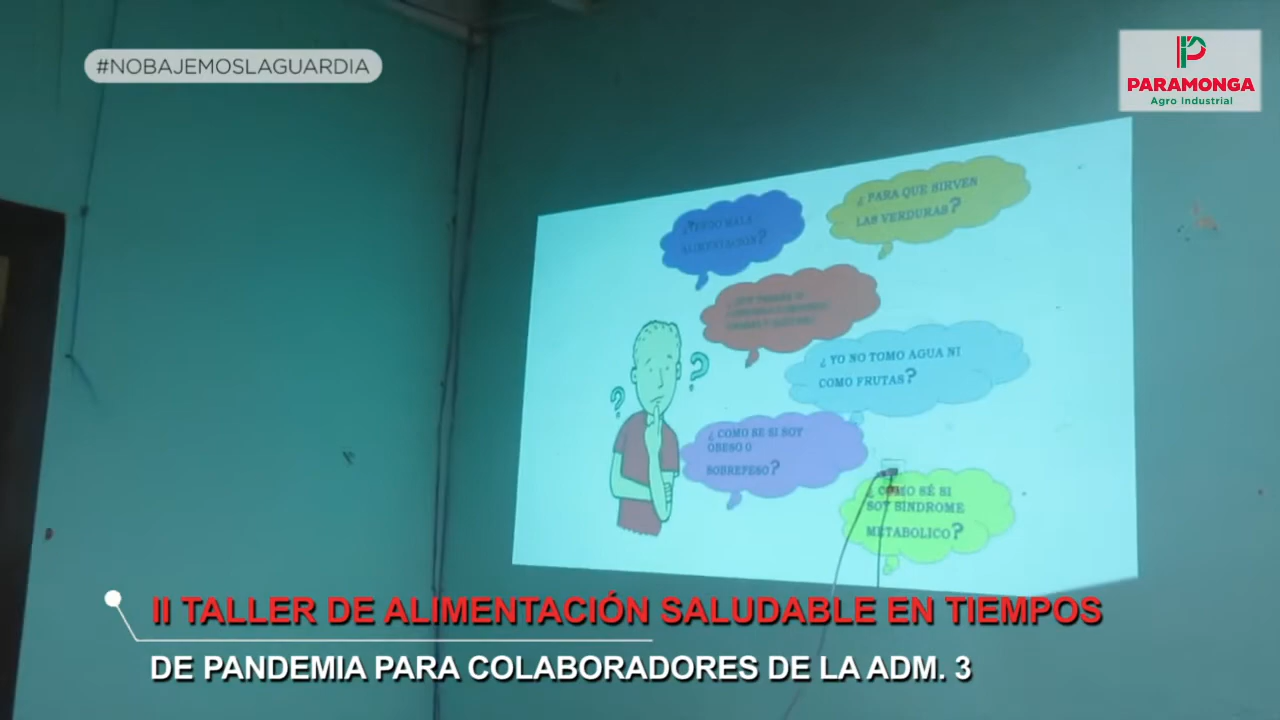 #NOBAJEMOSLAGUARDIA
PARAMONGA
Agro Industrial
MALA
ALIMENTACION?
¿ PARA QUE SIRVEN
LAS VERDURAS?
¿ YO NO TOMO AGUA NI
COMO FRUTAS?
¿ COMO SE SI SOY
OBESO O
SOBREPESO?
¿ COMO SÉ SI
SOY SINDROME
METABOLICO?
? ?
II TALLER DE ALIMENTACIÓN SALUDABLE EN TIEMPOS
DE PANDEMIA PARA COLABORADORES DE LA ADM. 3